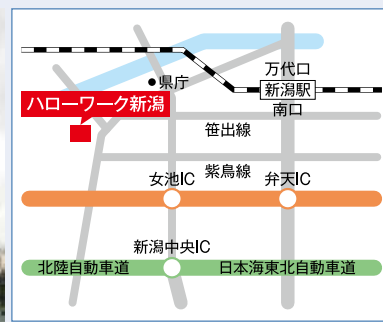 万代口
県庁
新潟駅
ハローワーク新潟
南口
笹出線
紫鳥線
女池IC
弁天IC
新潟中央IC
北陸自動車道
日本海東北自動車道